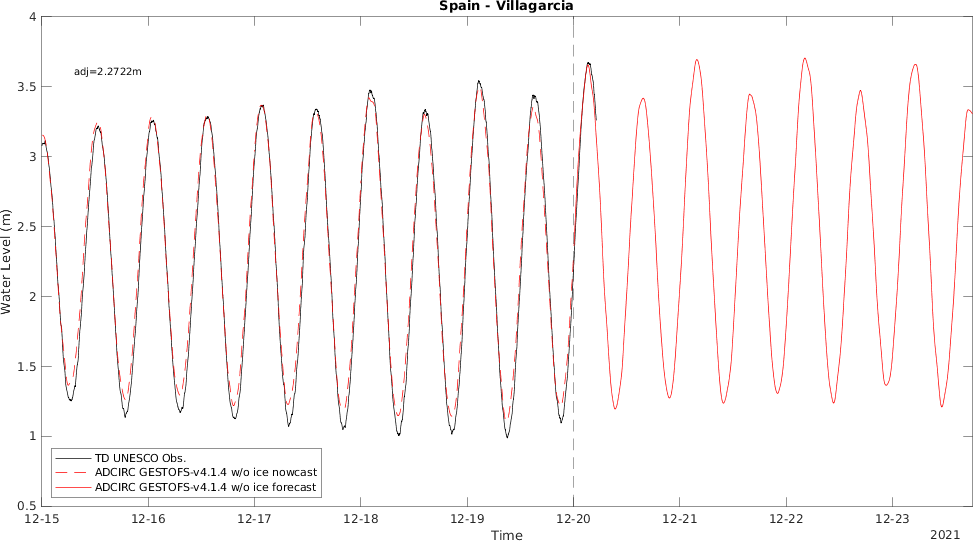 Spain - Villagarcia
4
adj=2.2722m
3.5
3
2.5
2
1.5
1
0.5
Water Level (m)
TD UNESCO Obs.
ADCIRC GESTOFS-v4.1.4 w/o ice nowcast
ADCIRC GESTOFS-v4.1.4 w/o ice forecast
12-15 12-16 12-17 12-18 12-19 12-20 12-21 12-22 12-23
Time
2021